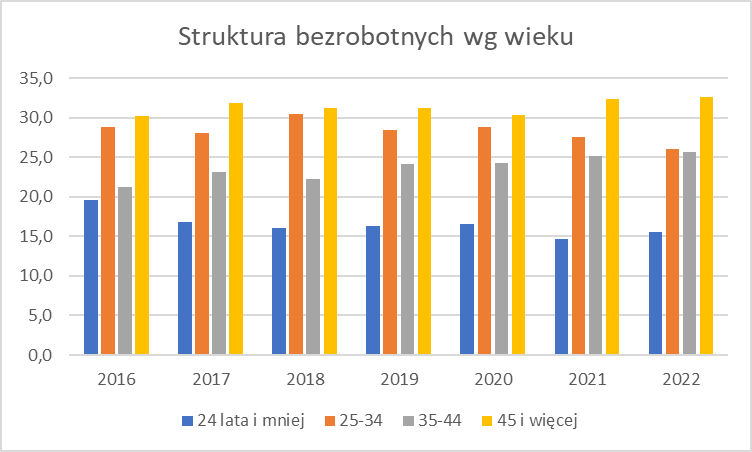 Struktura bezrobotnych wg wieku
35,0
30,0
25,0
20,0
15,0
10,0
5,0
0,0
2016 2017 2018 2019 2020 2021 2022
24 lata i mniej 25-34 35-44 45 i więcej